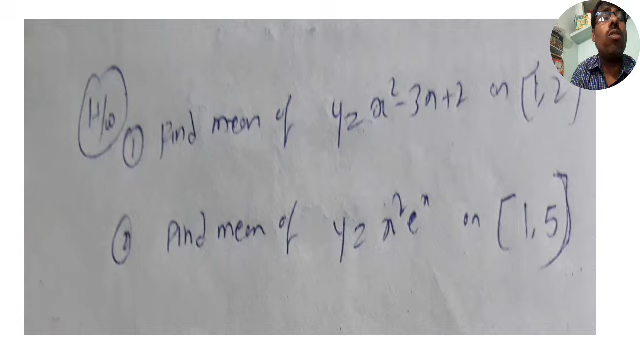 H/w
① Find mean of y = x² - 3x + 2 on [1, 2]
② Find mean of y = x²eˣ on [1, 5]